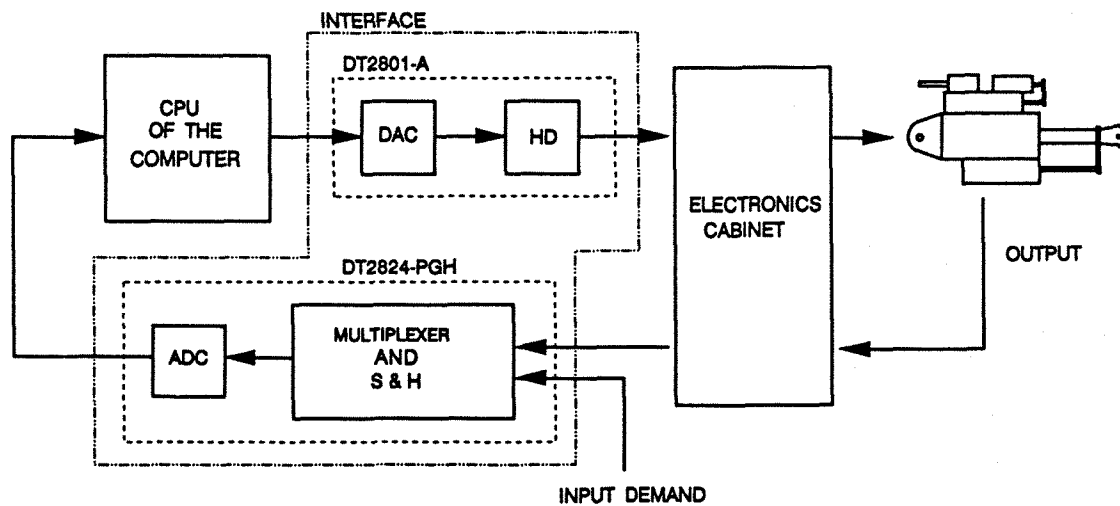 INTERFACE
DT2801-A
CPU
OF THE
COMPUTER
DAC
HD
ELECTRONICS
CABINET
OUTPUT
DT2824-PGH
ADC
MULTIPLEXER
AND
S & H
INPUT DEMAND